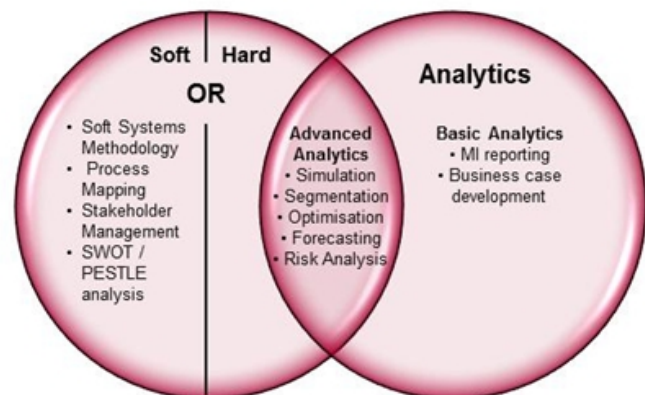 Soft | Hard
OR
• Soft Systems
Methodology
• Process
Mapping
• Stakeholder
Management
• SWOT /
PESTLE
analysis
Advanced
Analytics
• Simulation
• Segmentation
• Optimisation
• Forecasting
• Risk Analysis
Analytics
Basic Analytics
• MI reporting
• Business case
development